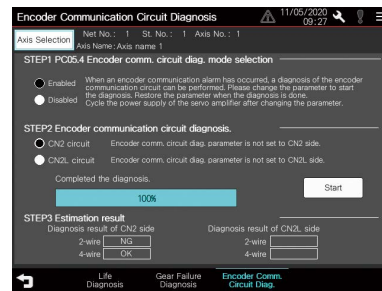 Encoder Communication Circuit Diagnosis
11/05/2020
09:27
Axis Selection
Net No.: 1 St. No.: 1 Axis No.: 1
Axis Name: Axis name 1
STEP1 PC05.4 Encoder comm. circuit diag. mode selection
Enabled
Disabled
When an encoder communication alarm has occurred, a diagnosis of the encoder
communication circuit can be performed. Please change the parameter to start
the diagnosis. Restore the parameter when the diagnosis is done.
Cycle the power supply of the servo amplifier after changing the parameter.
STEP2 Encoder communication circuit diagnosis.
CN2 circuit Encoder comm. circuit diag. parameter is not set to CN2 side.
CN2L circuit Encoder comm. circuit diag. parameter is not set to CN2L side.
Completed the diagnosis.
100%
Start
STEP3 Estimation result
Diagnosis result of CN2 side
2-wire NG
4-wire OK
Diagnosis result of CN2L side
2-wire
4-wire
Life
Diagnosis
Gear Failure
Diagnosis
Encoder Comm.
Circuit Diag.